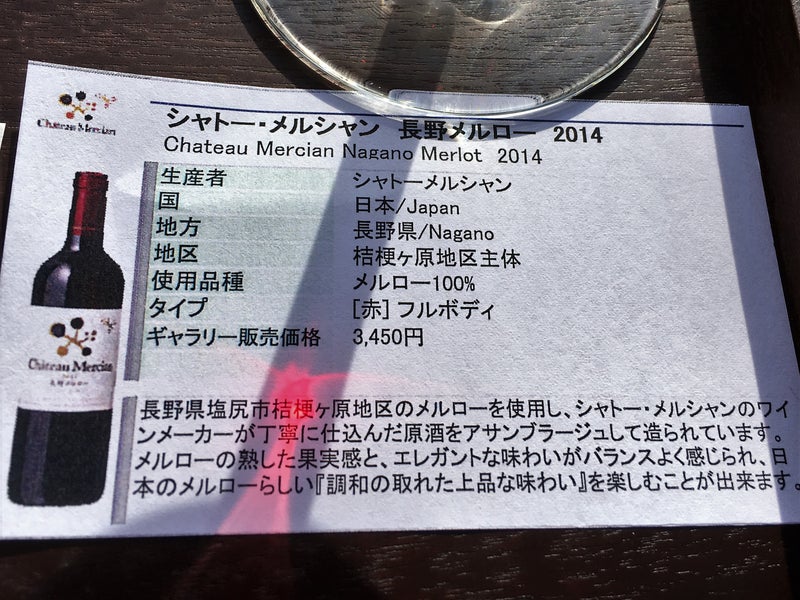 Chateau Mercian
シャトー・メルシャン 長野メルロー 2014
Chateau Mercian Nagano Merlot 2014
生産者 シャトーメルシャン
国 日本/Japan
地方 長野県/Nagano
地区 桔梗ヶ原地区主体
使用品種 メルロー100%
タイプ [赤] フルボディ
ギャラリー販売価格 3,450円
Chateau Mercian
長野メルロー
長野県塩尻市桔梗ヶ原地区のメルローを使用し、シャトー・メルシャンのワイ
ンメーカーが丁寧に仕込んだ原酒をアサンブラージュして造られています。
メルローの熟した果実感と、エレガントな味わいがバランスよく感じられ、日
本のメルローらしい『調和の取れた上品な味わい』を楽しむことが出来ます。